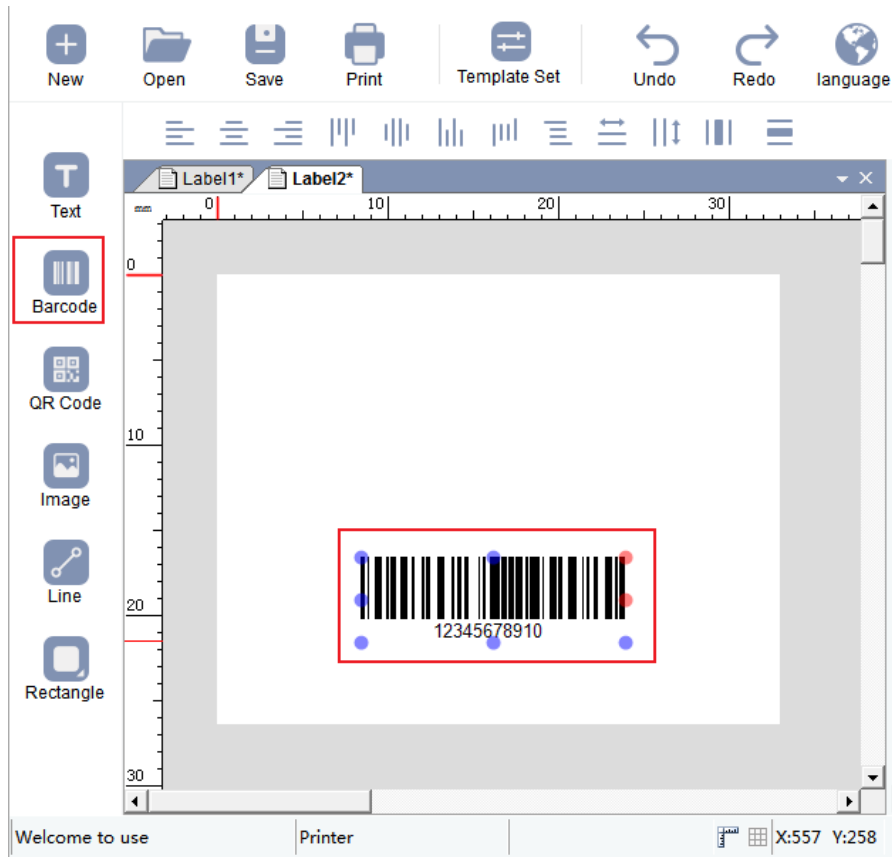 New Open Save Print Template Set Undo Redo language
Label1* Label2*
Text
mm 0 10 20 30
0
Barcode
QR Code
10
Image
Line
20
12345678910
Rectangle
30
Welcome to use Printer X:557 Y:258